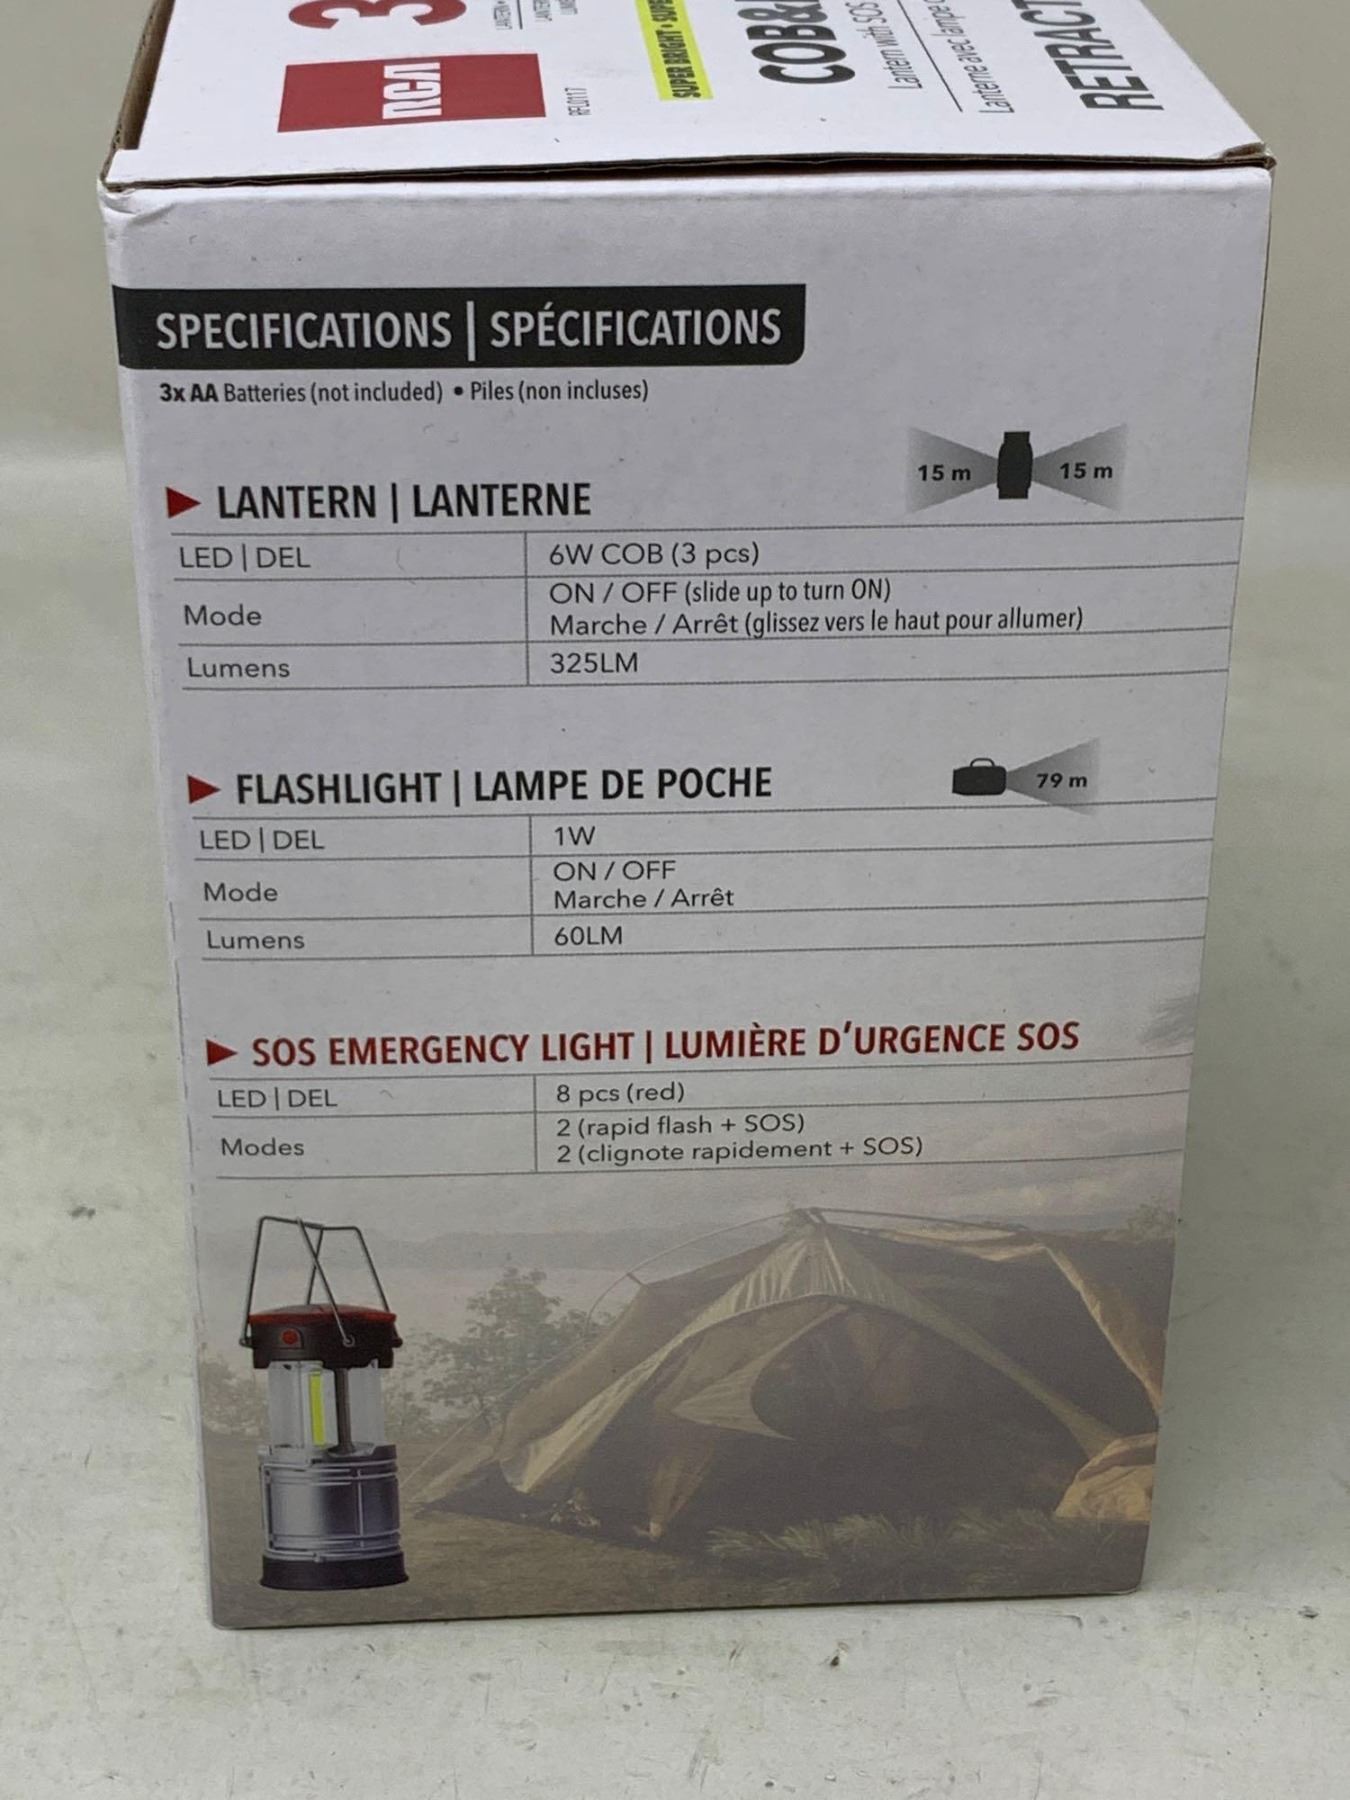 RCA
3
RFL0117
SUPER BRIGHT • SUPE
COB&
Lantern with SOS
Lanterne avec lampe
RETRACT
SPECIFICATIONS | SPÉCIFICATIONS
3x AA Batteries (not included) • Piles (non incluses)
LANTERN | LANTERNE
15 m 15 m
LED | DEL 6W COB (3 pcs)
Mode ON / OFF (slide up to turn ON)
Marche / Arrêt (glissez vers le haut pour allumer)
Lumens 325LM
FLASHLIGHT | LAMPE DE POCHE
79 m
LED | DEL 1W
Mode ON / OFF
Marche / Arrêt
Lumens 60LM
SOS EMERGENCY LIGHT | LUMIÈRE D'URGENCE SOS
LED | DEL 8 pcs (red)
Modes 2 (rapid flash + SOS)
2 (clignote rapidement + SOS)